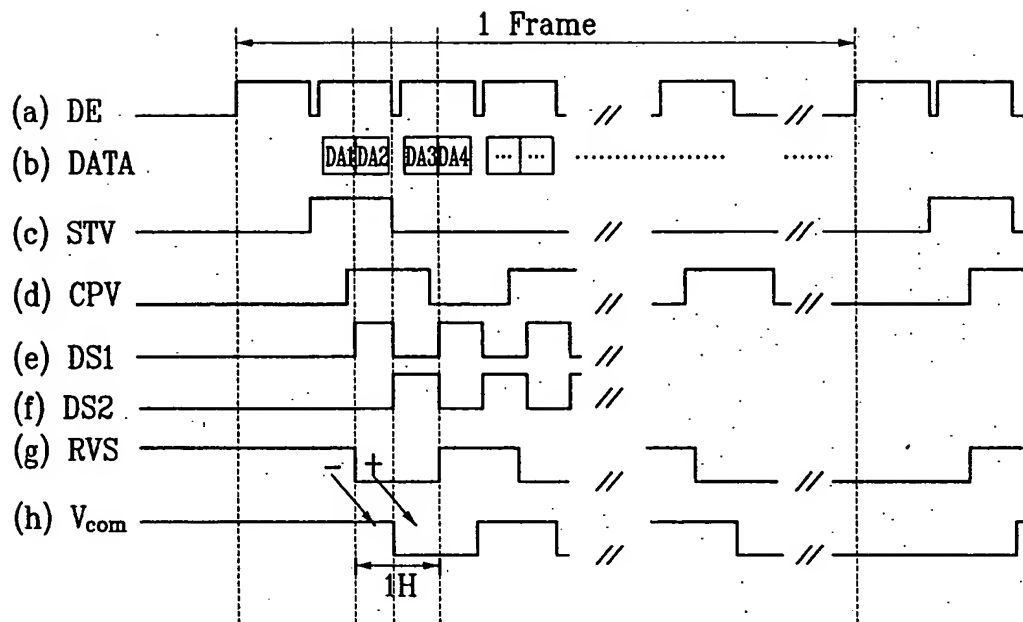 1 Frame
(a) DE
(b) DATA DA1 DA2 DA3 DA4 ... ...
(c) STV
(d) CPV
(e) DS1
(f) DS2
(g) RVS
- +
(h) Vcom
1H